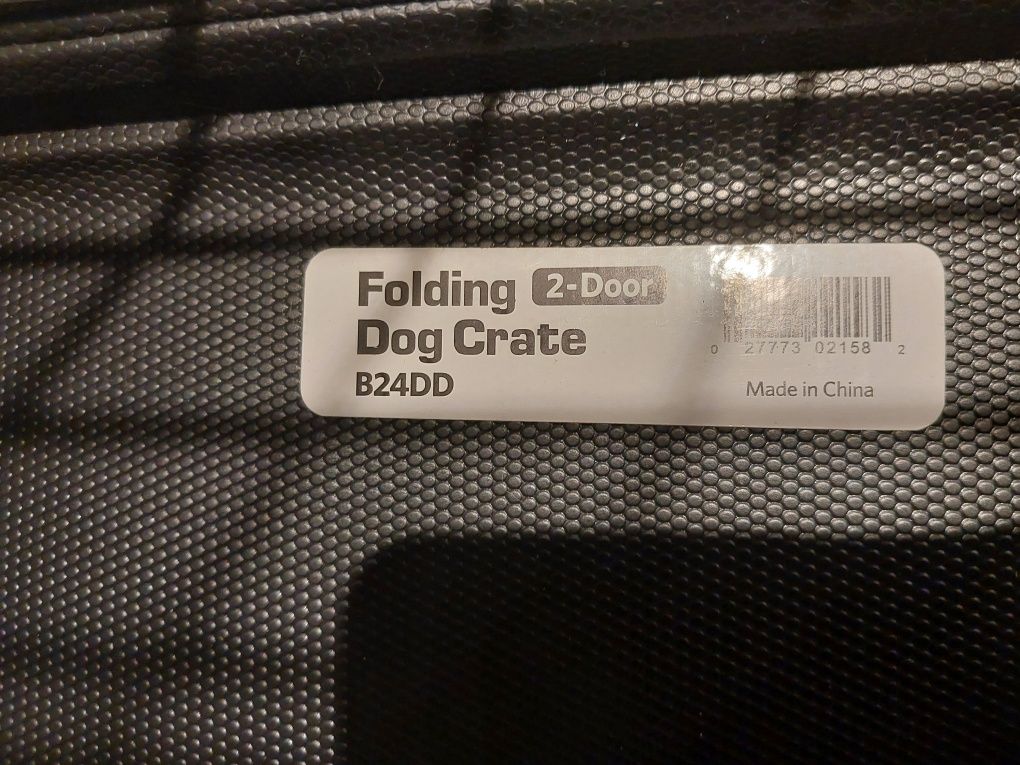 Folding 2-Door
Dog Crate
B24DD
0 27773 02158 2
Made in China